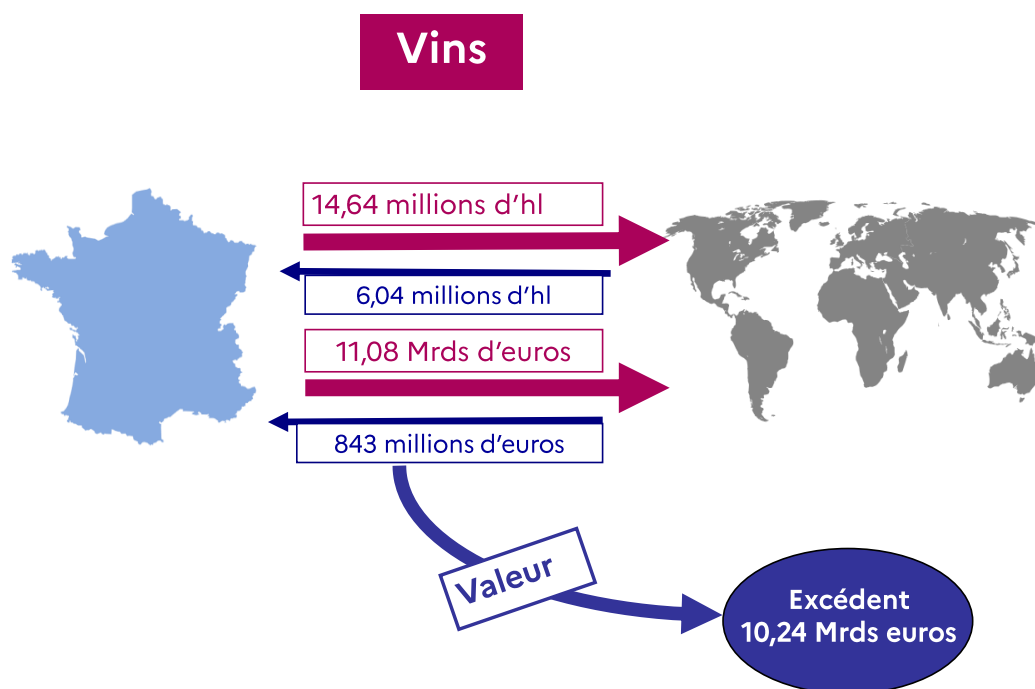 Vins
14,64 millions d’hl
6,04 millions d’hl
11,08 Mrds d’euros
843 millions d’euros
Valeur
Excédent
10,24 Mrds euros